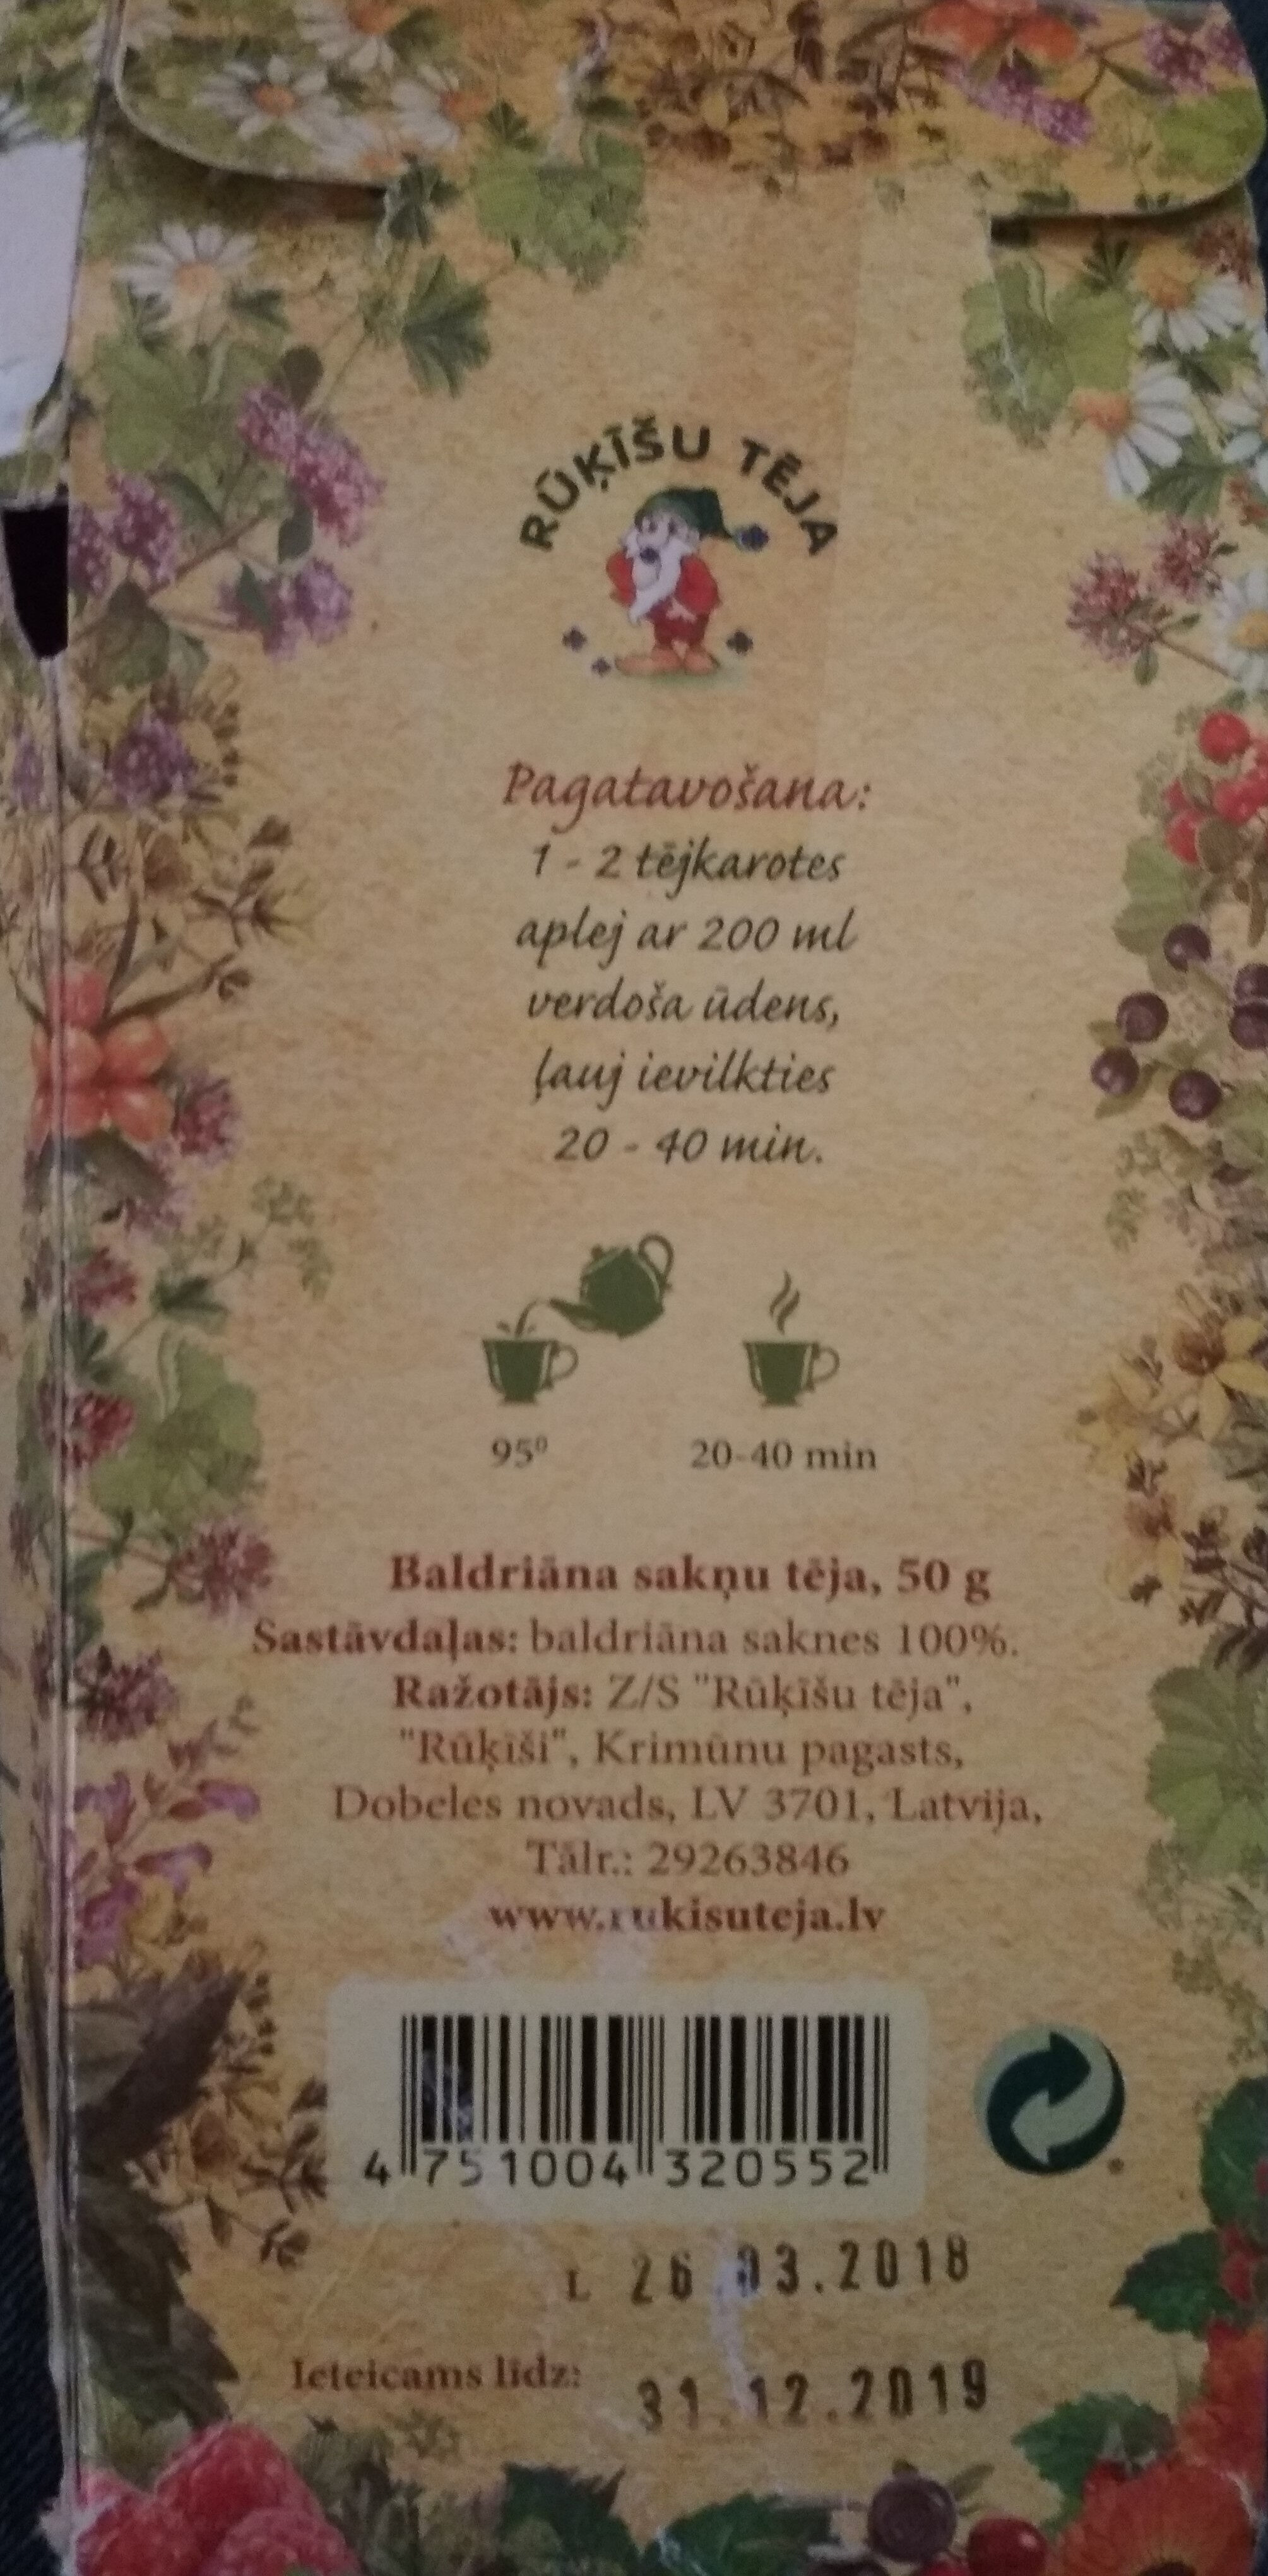 RŪĶĪŠU TĒJA
Pagatavošana:
1 - 2 tējkarotes
aplej ar 200 ml
verdoša ūdens,
ļauj ievilkties
20 - 40 min.
95⁰ 20-40 min
Baldriāna sakņu tēja, 50 g
Sastāvdaļas: baldriāna saknes 100%.
Ražotājs: Z/S "Rūķīšu tēja",
"Rūķīši", Krimūnu pagasts,
Dobeles novads, LV 3701, Latvija,
Tālr.: 29263846
www.rukisuteja.lv
4 751004 320552
L 26.03.2018
Ieteicams līdz: 31.12.2019